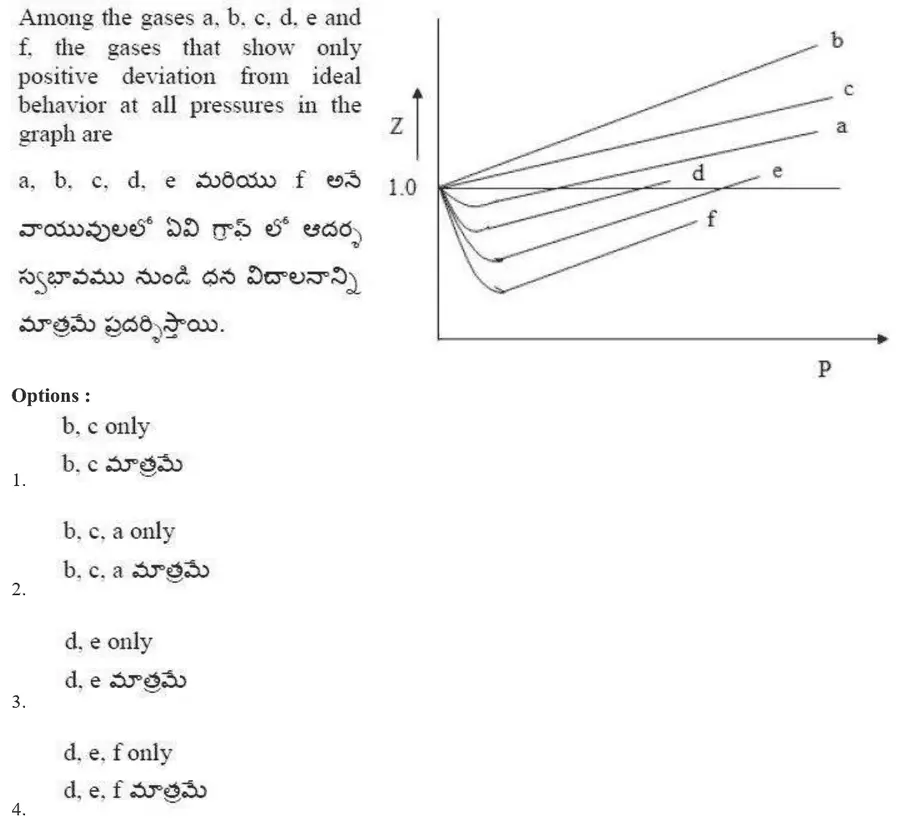 Among the gases a, b, c, d, e and
f, the gases that show only
positive deviation from ideal
behavior at all pressures in the
graph are
a, b, c, d, e మరియు f అనే
వాయువులలో ఏవి గ్రాఫ్ లో ఆదర్శ
స్వభావము నుండి ధన విచాలనాన్ని
మాత్రమే ప్రదర్శిస్తాయి.
b
c
Z
a
d
e
1.0
f
P
Options :
b, c only
1. b, c మాత్రమే
b, c, a only
2. b, c, a మాత్రమే
d, e only
3. d, e మాత్రమే
d, e, f only
4. d, e, f మాత్రమే